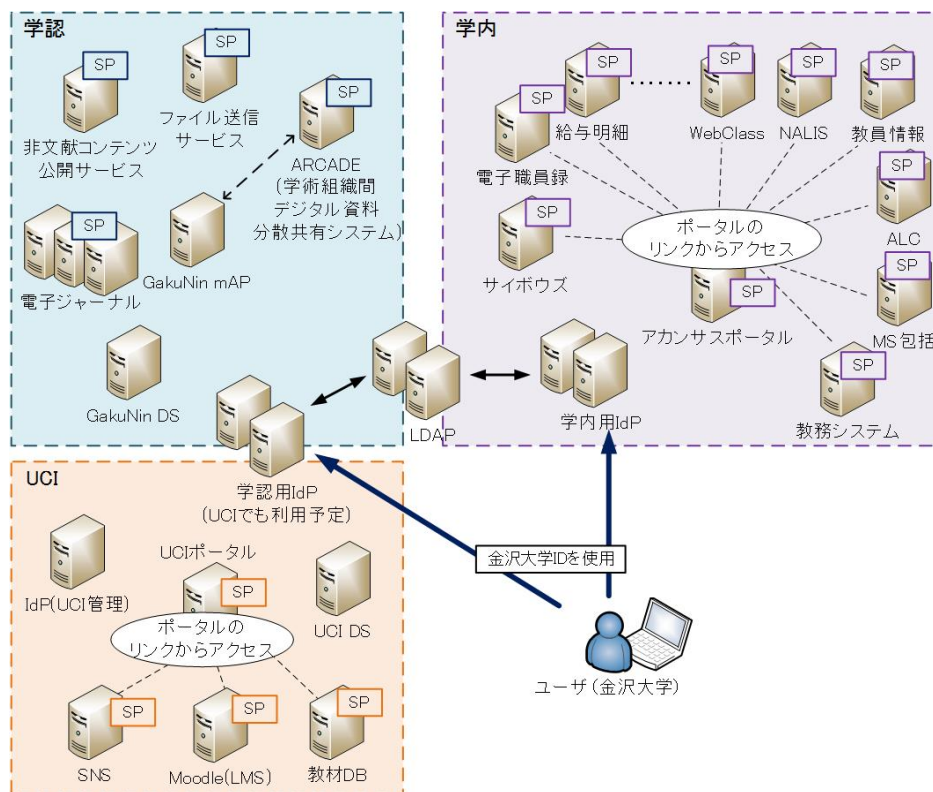 学認
SP
SP
SP
非文献コンテンツ
公開サービス
ファイル送信
サービス
ARCADE
(学術組織間
デジタル資料
分散共有システム)
SP
電子ジャーナル
GakuNin mAP
GakuNin DS
学認用IdP
(UCIでも利用予定)
LDAP
学内
SP
SP
SP
SP
SP
電子職員録
給与明細
WebClass
NALIS
教員情報
SP
サイボウズ
ポータルの
リンクからアクセス
SP
ALC
SP
アカンサスポータル
SP
MS包括
SP
教務システム
学内用IdP
UCI
IdP(UCI管理)
UCIポータル
SP
ポータルの
リンクからアクセス
UCI DS
SP
SNS
SP
Moodle(LMS)
SP
教材DB
金沢大学IDを使用
ユーザ(金沢大学)